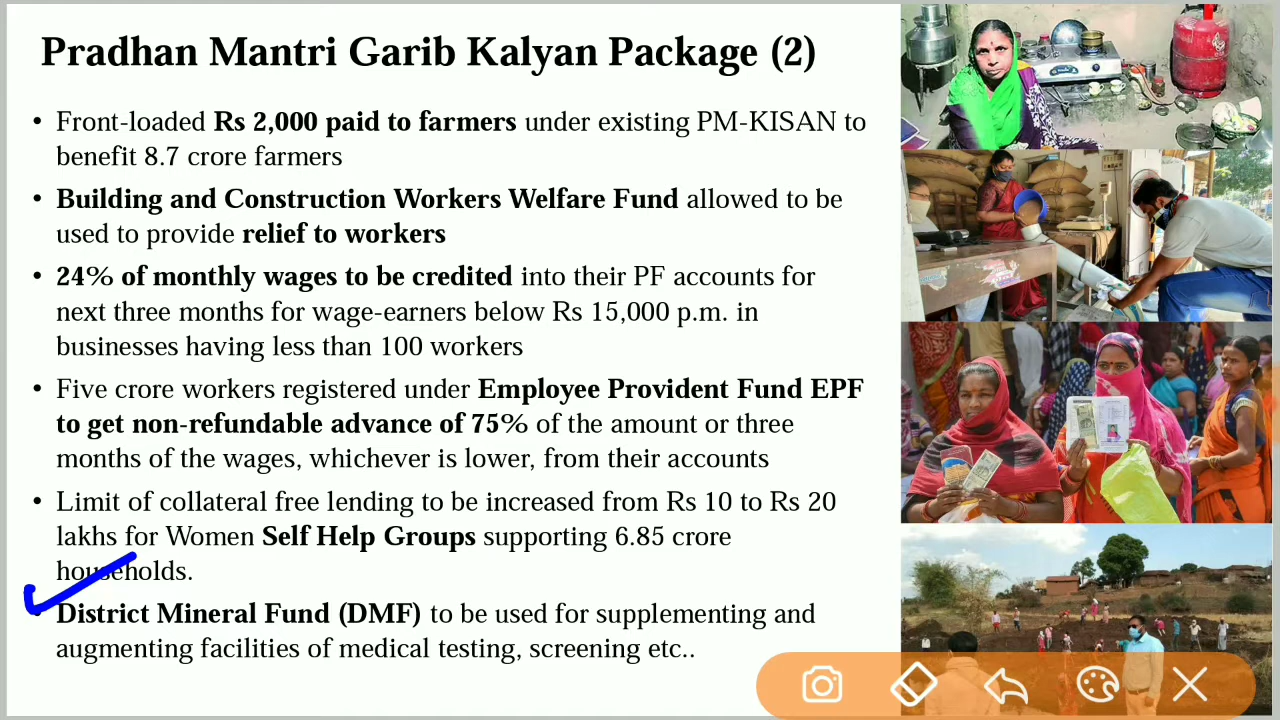 Pradhan Mantri Garib Kalyan Package (2)
• Front-loaded Rs 2,000 paid to farmers under existing PM-KISAN to
benefit 8.7 crore farmers
• Building and Construction Workers Welfare Fund allowed to be
used to provide relief to workers
• 24% of monthly wages to be credited into their PF accounts for
next three months for wage-earners below Rs 15,000 p.m. in
businesses having less than 100 workers
• Five crore workers registered under Employee Provident Fund EPF
to get non-refundable advance of 75% of the amount or three
months of the wages, whichever is lower, from their accounts
• Limit of collateral free lending to be increased from Rs 10 to Rs 20
lakhs for Women Self Help Groups supporting 6.85 crore
households.
District Mineral Fund (DMF) to be used for supplementing and
augmenting facilities of medical testing, screening etc..